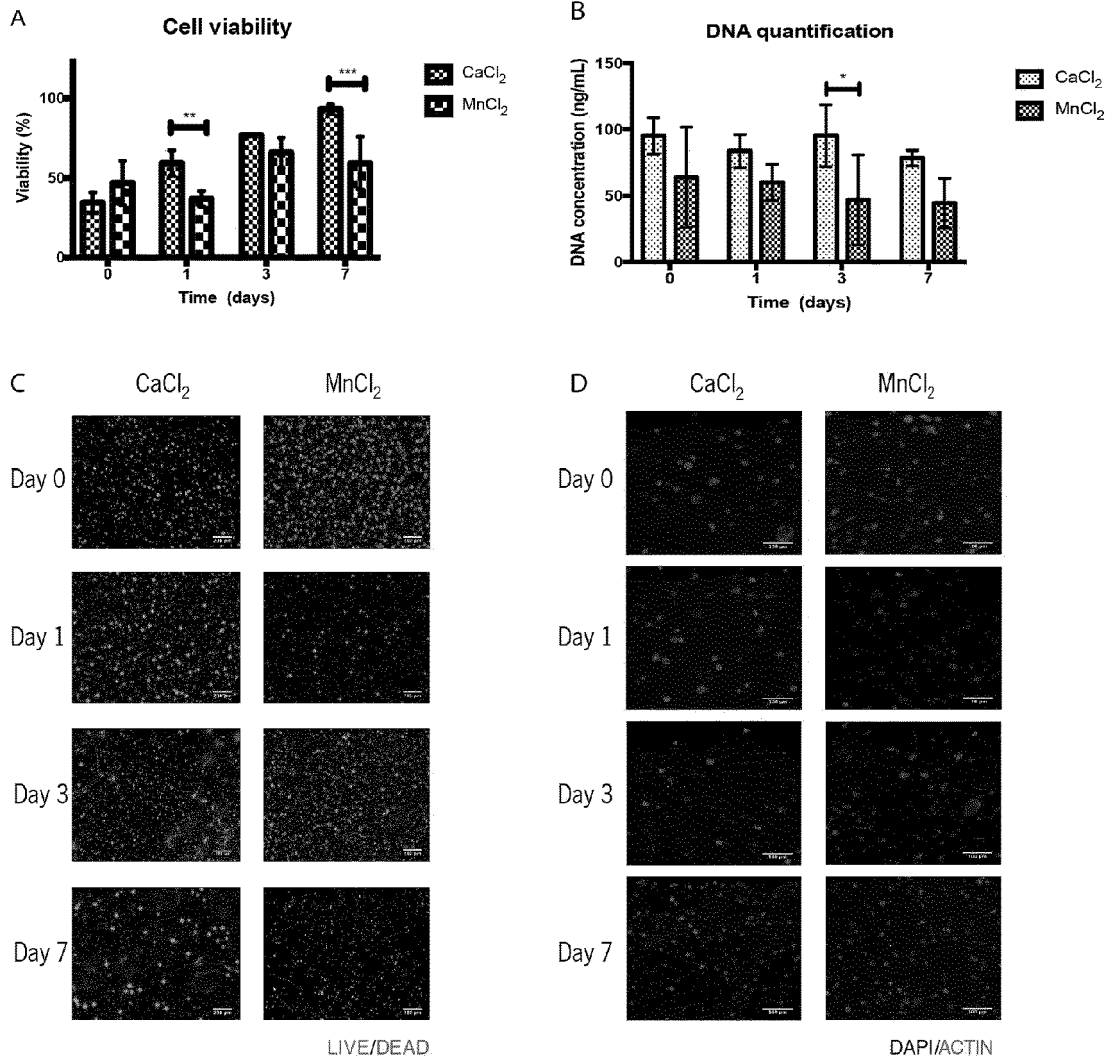 A
Cell viability
Viability (%)
100
50
0
**
***
CaCl₂
MnCl₂
0 1 3 7
Time (days)
B
DNA quantification
DNA concentration (ng/mL)
150
100
50
0
*
CaCl₂
MnCl₂
0 1 3 7
Time (days)
C
CaCl₂ MnCl₂
Day 0
Day 1
Day 3
Day 7
LIVE/DEAD
D
CaCl₂ MnCl₂
Day 0
Day 1
Day 3
Day 7
DAPI/ACTIN